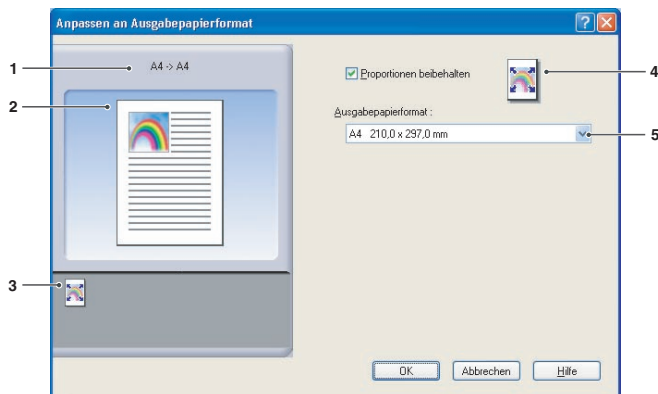 Anpassen an Ausgabepapierformat
1
A4 -> A4
Proportionen beibehalten
4
2
Ausgabepapierformat :
A4 210,0 x 297,0 mm
5
3
OK
Abbrechen
Hilfe